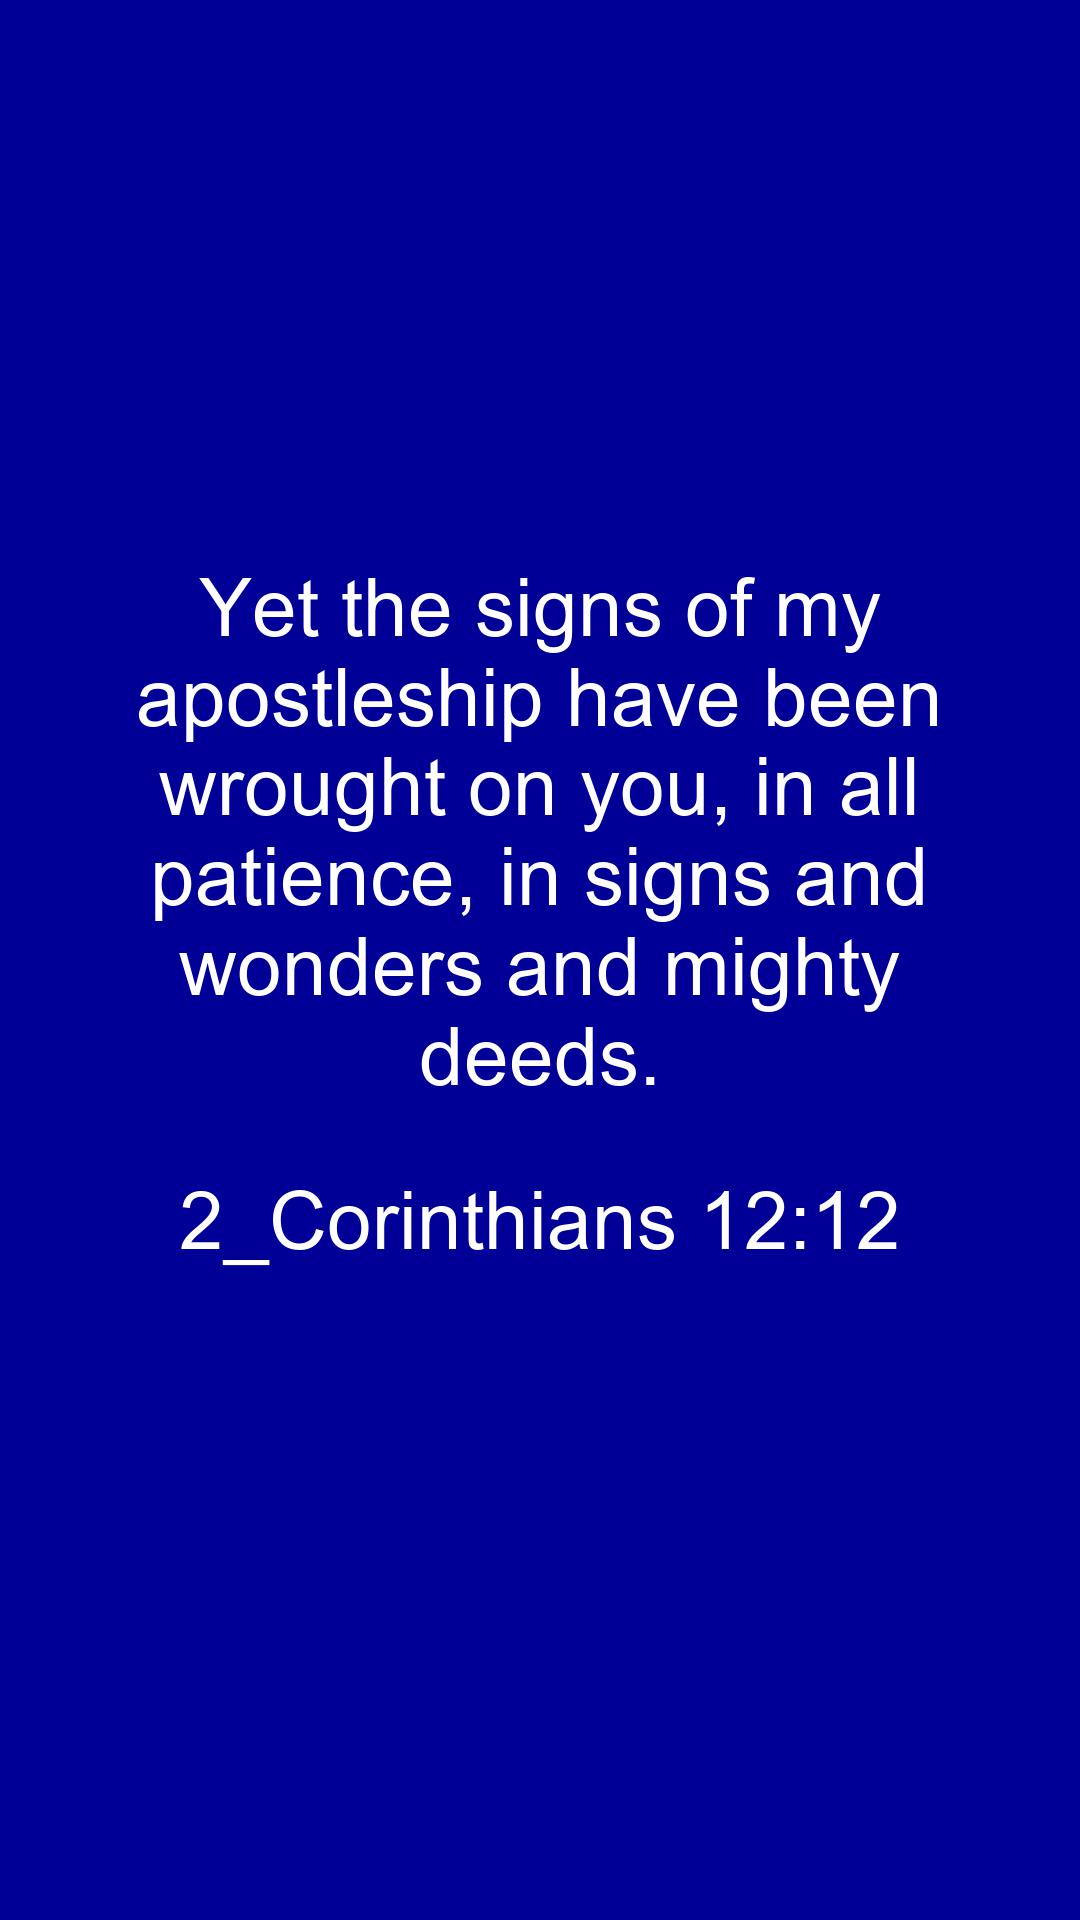 Yet the signs of my
apostleship have been
wrought on you, in all
patience, in signs and
wonders and mighty
deeds.
2_Corinthians 12:12